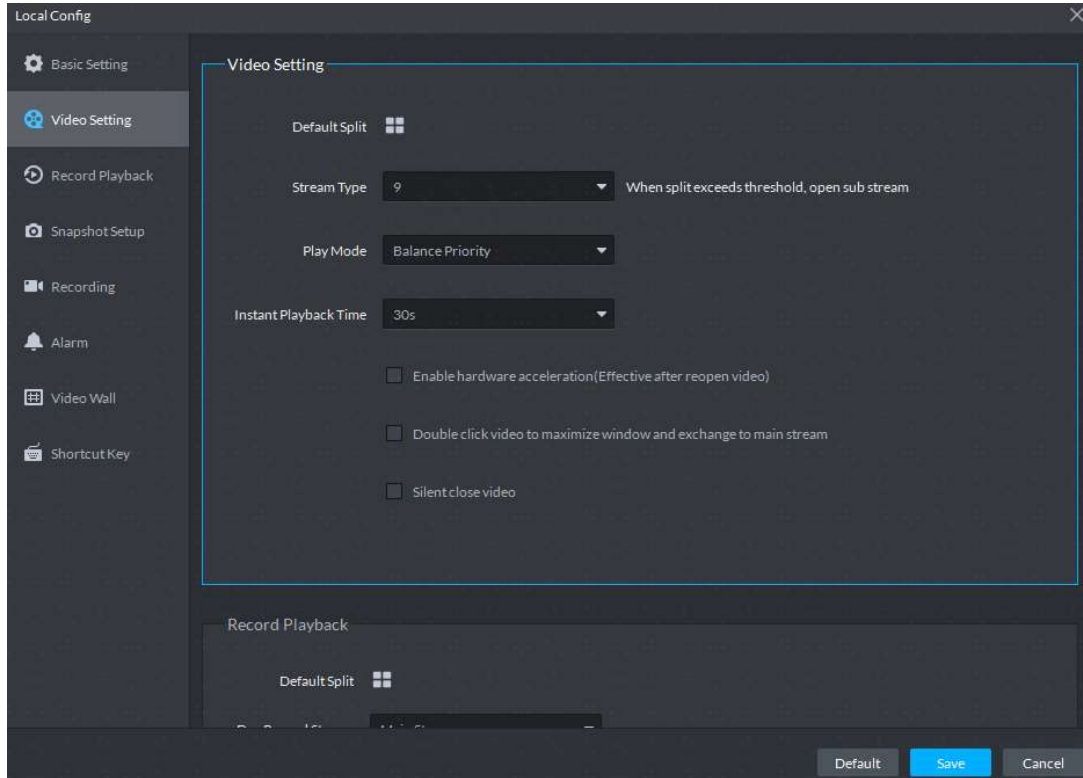 Local Config
Basic Setting
Video Setting
Record Playback
Snapshot Setup
Recording
Alarm
Video Wall
Shortcut Key
Video Setting
Default Split
Stream Type 9 When split exceeds threshold, open sub stream
Play Mode Balance Priority
Instant Playback Time 30s
Enable hardware acceleration(Effective after reopen video)
Double click video to maximize window and exchange to main stream
Silent close video
Record Playback
Default Split
Default Save Cancel